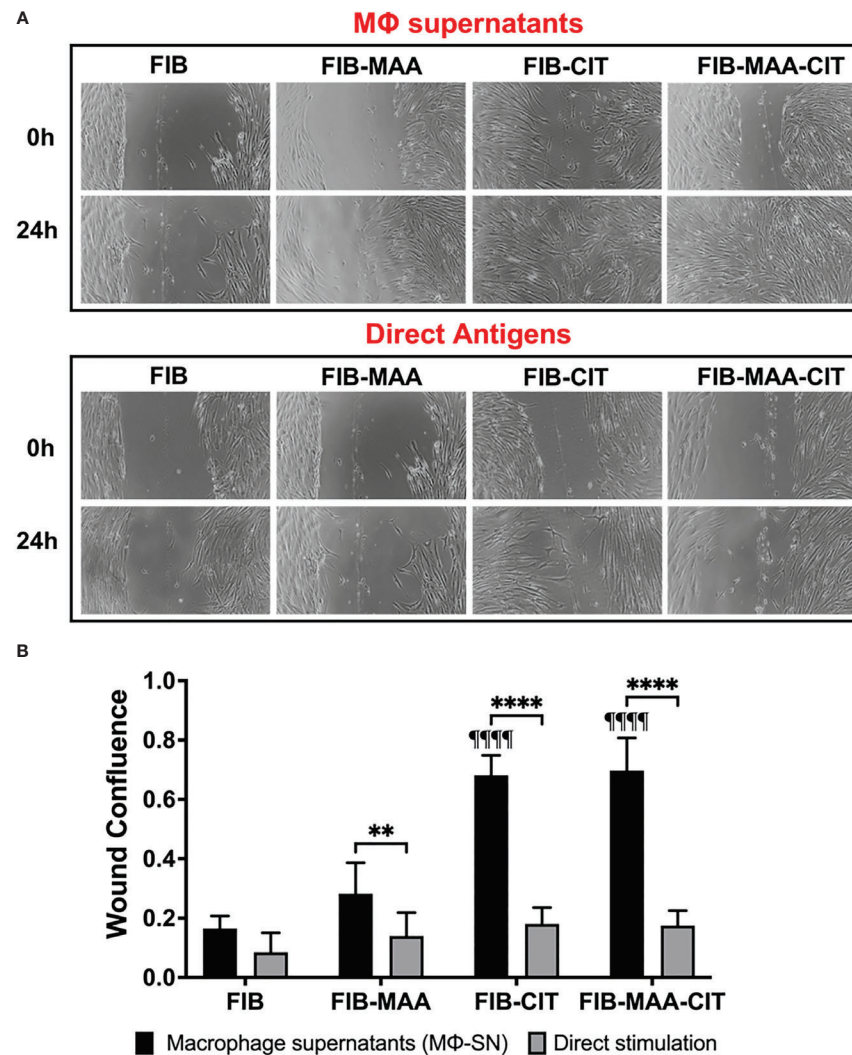 A
MΦ supernatants
FIB FIB-MAA FIB-CIT FIB-MAA-CIT
0h
24h
Direct Antigens
FIB FIB-MAA FIB-CIT FIB-MAA-CIT
0h
24h
B
Wound Confluence
1.0
0.8
0.6
0.4
0.2
0.0
**
¶¶¶¶
****
¶¶¶¶
****
FIB FIB-MAA FIB-CIT FIB-MAA-CIT
Macrophage supernatants (MΦ-SN) Direct stimulation